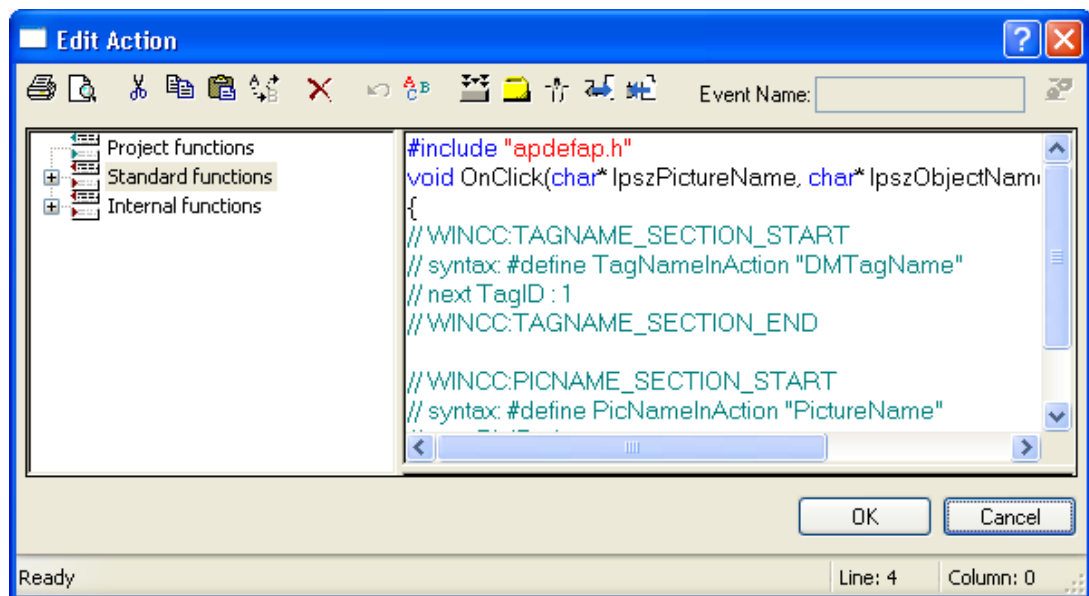 Edit Action
Event Name:
Project functions
Standard functions
Internal functions
#include "apdefap.h"
void OnClick(char* lpszPictureName, char* lpszObjectNam
{
// WINCC:TAGNAME_SECTION_START
// syntax: #define TagNameInAction "DMTagName"
// next TagID : 1
// WINCC:TAGNAME_SECTION_END
// WINCC:PICNAME_SECTION_START
// syntax: #define PicNameInAction "PictureName"
OK
Cancel
Ready
Line: 4
Column: 0